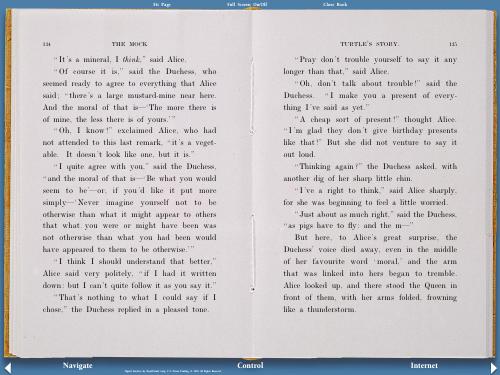 1st Page
Full Screen On/Off
Close Book
134
THE MOCK
"It's a mineral, I think," said Alice.
"Of course it is," said the Duchess, who
seemed ready to agree to everything that Alice
said; "there's a large mustard-mine near here.
And the moral of that is—'The more there is
of mine, the less there is of yours.'"
"Oh, I know!" exclaimed Alice, who had
not attended to this last remark, "it's a veget-
able. It doesn't look like one, but it is."
"I quite agree with you," said the Duchess,
"and the moral of that is—'Be what you would
seem to be'—or, if you'd like it put more
simply—'Never imagine yourself not to be
otherwise than what it might appear to others
that what you were or might have been was
not otherwise than what you had been would
have appeared to them to be otherwise.'"
"I think I should understand that better,"
Alice said very politely, "if I had it written
down: but I can't quite follow it as you say it."
"That's nothing to what I could say if I
chose," the Duchess replied in a pleased tone.
TURTLE'S STORY.
135
"Pray don't trouble yourself to say it any
longer than that," said Alice.
"Oh, don't talk about trouble!" said the
Duchess. "I make you a present of every-
thing I've said as yet."
"A cheap sort of present!" thought Alice.
"I'm glad they don't give birthday presents
like that!" But she did not venture to say it
out loud.
"Thinking again?" the Duchess asked, with
another dig of her sharp little chin.
"I've a right to think," said Alice sharply,
for she was beginning to feel a little worried.
"Just about as much right," said the Duchess,
"as pigs have to fly: and the m—"
But here, to Alice's great surprise, the
Duchess' voice died away, even in the middle
of her favourite word 'moral,' and the arm
that was linked into hers began to tremble.
Alice looked up, and there stood the Queen in
front of them, with her arms folded, frowning
like a thunderstorm.
Navigate
Control
Internet